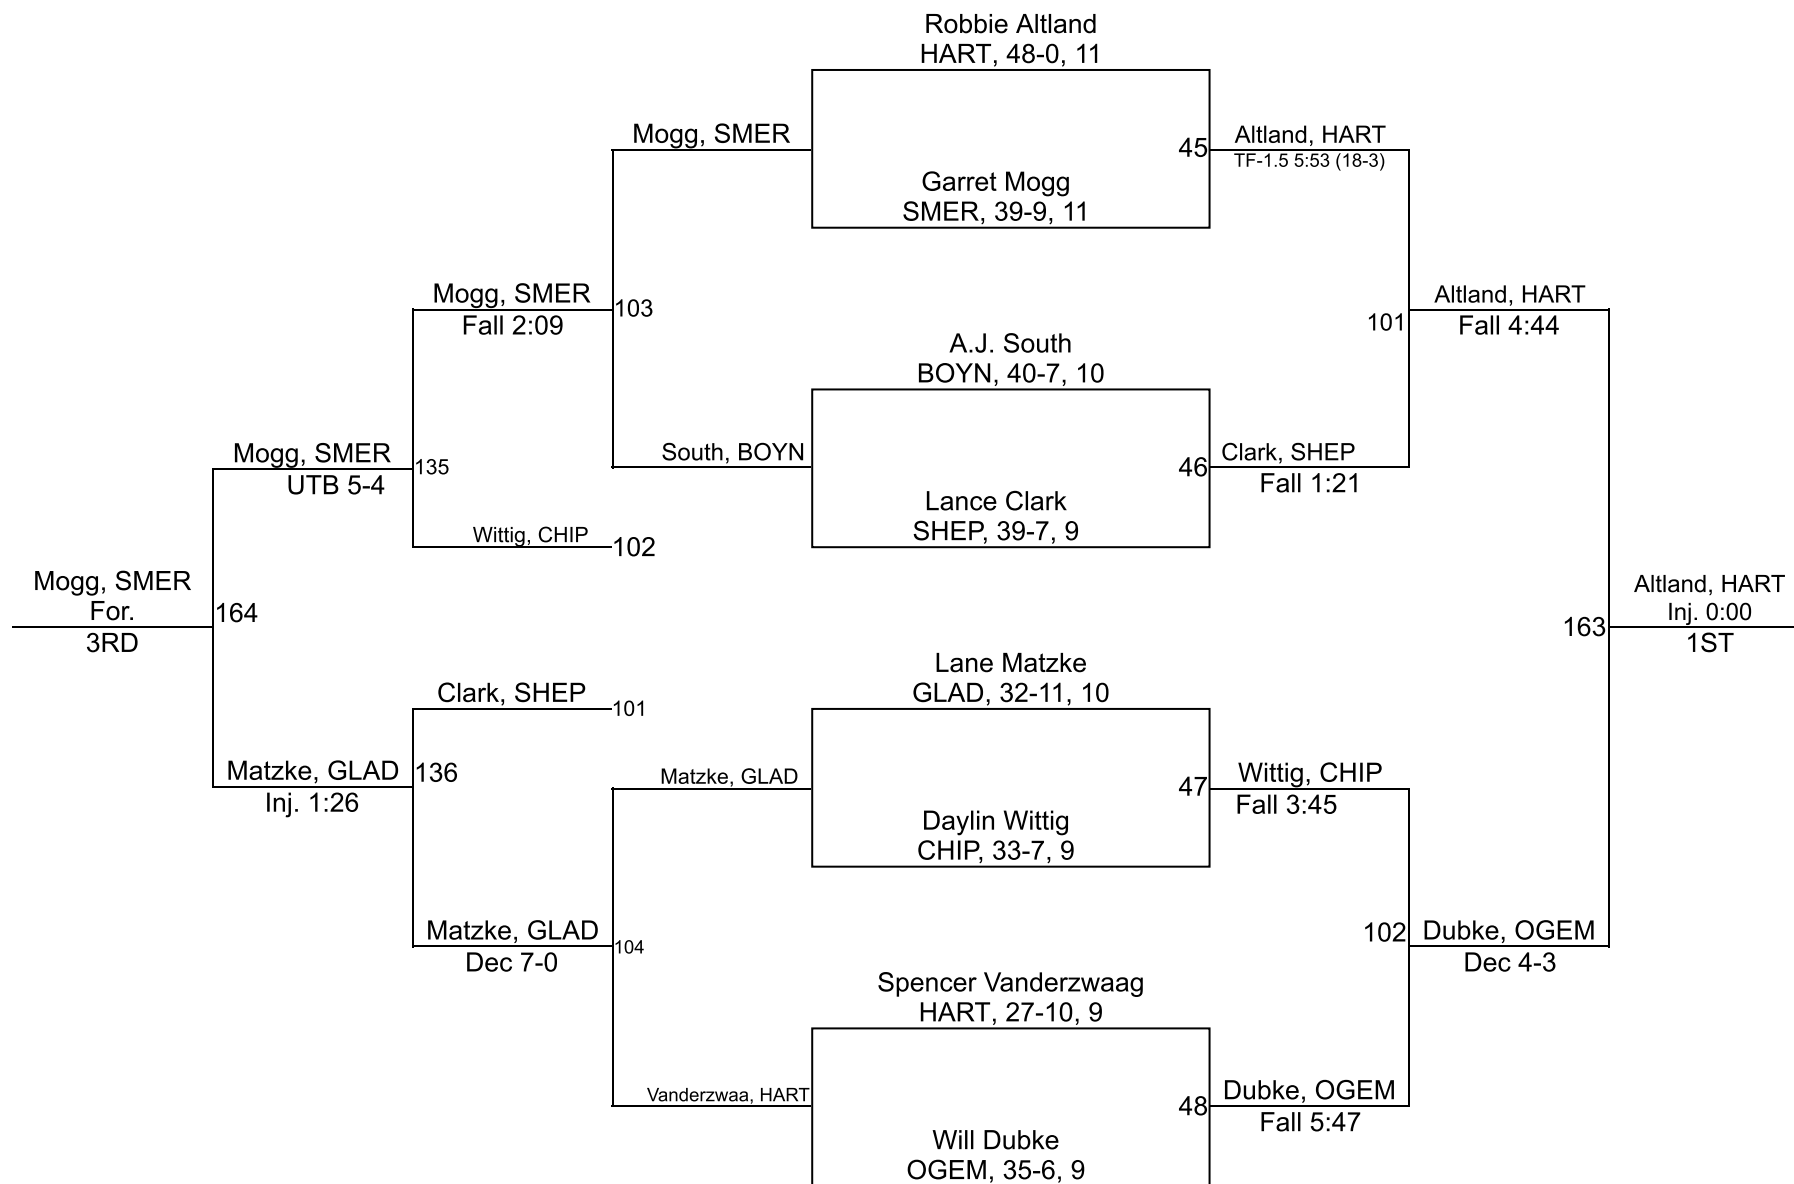 Robbie Altland
HART, 48-0, 11
Mogg, SMER
45
Altland, HART
TF-1.5 5:53 (18-3)
Garret Mogg
SMER, 39-9, 11
Mogg, SMER
Fall 2:09
103
Altland, HART
Fall 4:44
101
A.J. South
BOYN, 40-7, 10
Mogg, SMER
UTB 5-4
135
South, BOYN
46
Clark, SHEP
Fall 1:21
Lance Clark
SHEP, 39-7, 9
Wittig, CHIP
102
Mogg, SMER
For.
3RD
164
163
Altland, HART
Inj. 0:00
1ST
Lane Matzke
GLAD, 32-11, 10
Clark, SHEP
101
Matzke, GLAD
Inj. 1:26
136
Matzke, GLAD
47
Wittig, CHIP
Fall 3:45
Daylin Wittig
CHIP, 33-7, 9
Matzke, GLAD
Dec 7-0
104
102
Dubke, OGEM
Dec 4-3
Spencer Vanderzwaag
HART, 27-10, 9
Vanderzwaa, HART
48
Dubke, OGEM
Fall 5:47
Will Dubke
OGEM, 35-6, 9